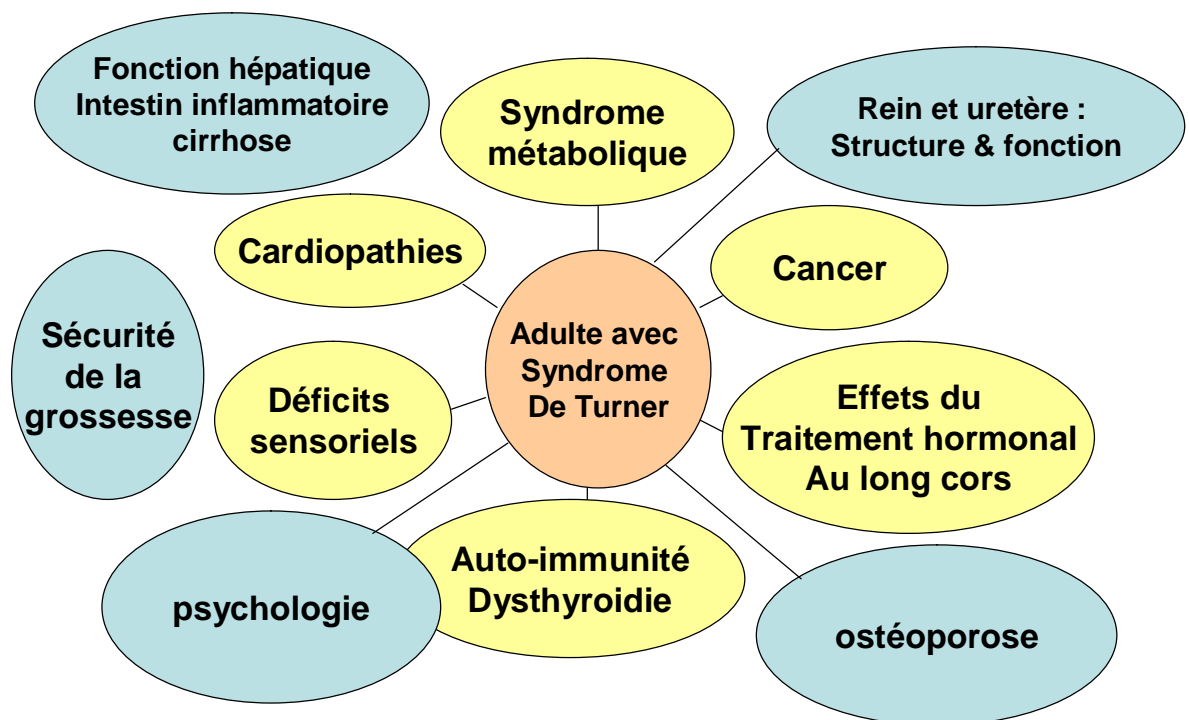 Fonction hépatique
Intestin inflammatoire
cirrhose
Syndrome
métabolique
Rein et uretère :
Structure & fonction
Cardiopathies
Cancer
Sécurité
de la
grossesse
Adulte avec
Syndrome
De Turner
Déficits
sensoriels
Effets du
Traitement hormonal
Au long cors
psychologie
Auto-immunité
Dysthyroidie
ostéoporose